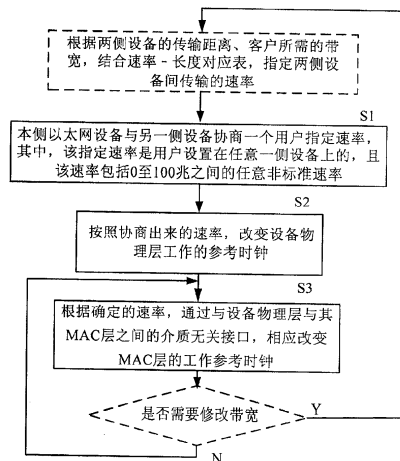 根据两侧设备的传输距离、客户所需的带
宽，结合速率-长度对应表，指定两侧设
备间传输的速率
S1
本侧以太网设备与另一侧设备协商一个用户指定速率，
其中，该指定速率是用户设置在任意一侧设备上的，且
该速率包括0至100兆之间的任意非标准速率
S2
按照协商出来的速率，改变设备物
理层工作的参考时钟
S3
根据确定的速率，通过与设备物理层与其
MAC层之间的介质无关接口，相应改变
MAC层的工作参考时钟
是否需要修改带宽
Y
N